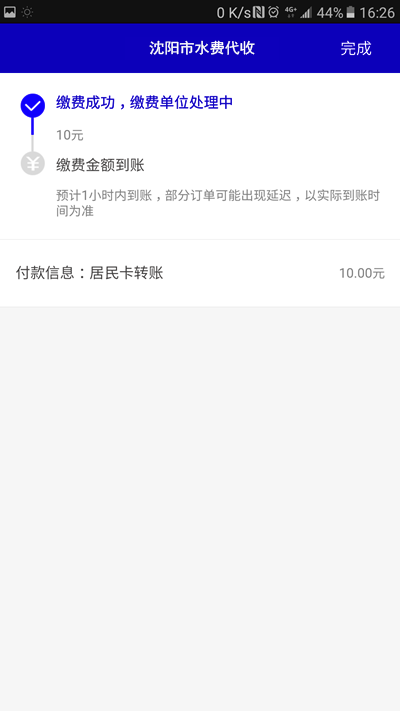 0 K/s 4G+ 44% 16:26
沈阳市水费代收 完成
缴费成功，缴费单位处理中
10元
缴费金额到账
预计1小时内到账，部分订单可能出现延迟，以实际到账时
间为准
付款信息：居民卡转账 10.00元